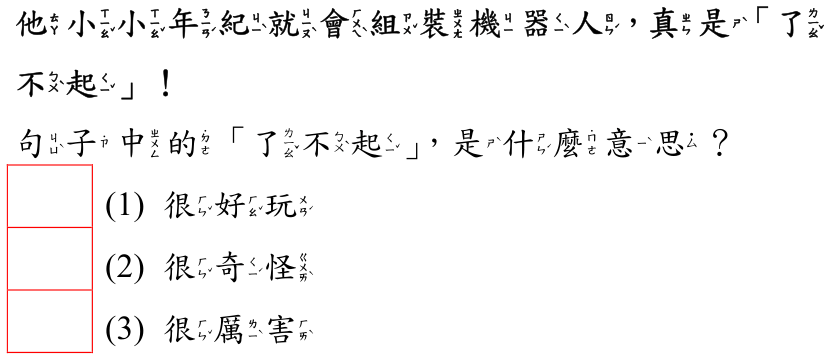 他小小年紀就會組裝機器人，真是「了
不起」！
句子中的「了不起」，是什麼意思？
(1) 很好玩
(2) 很奇怪
(3) 很厲害